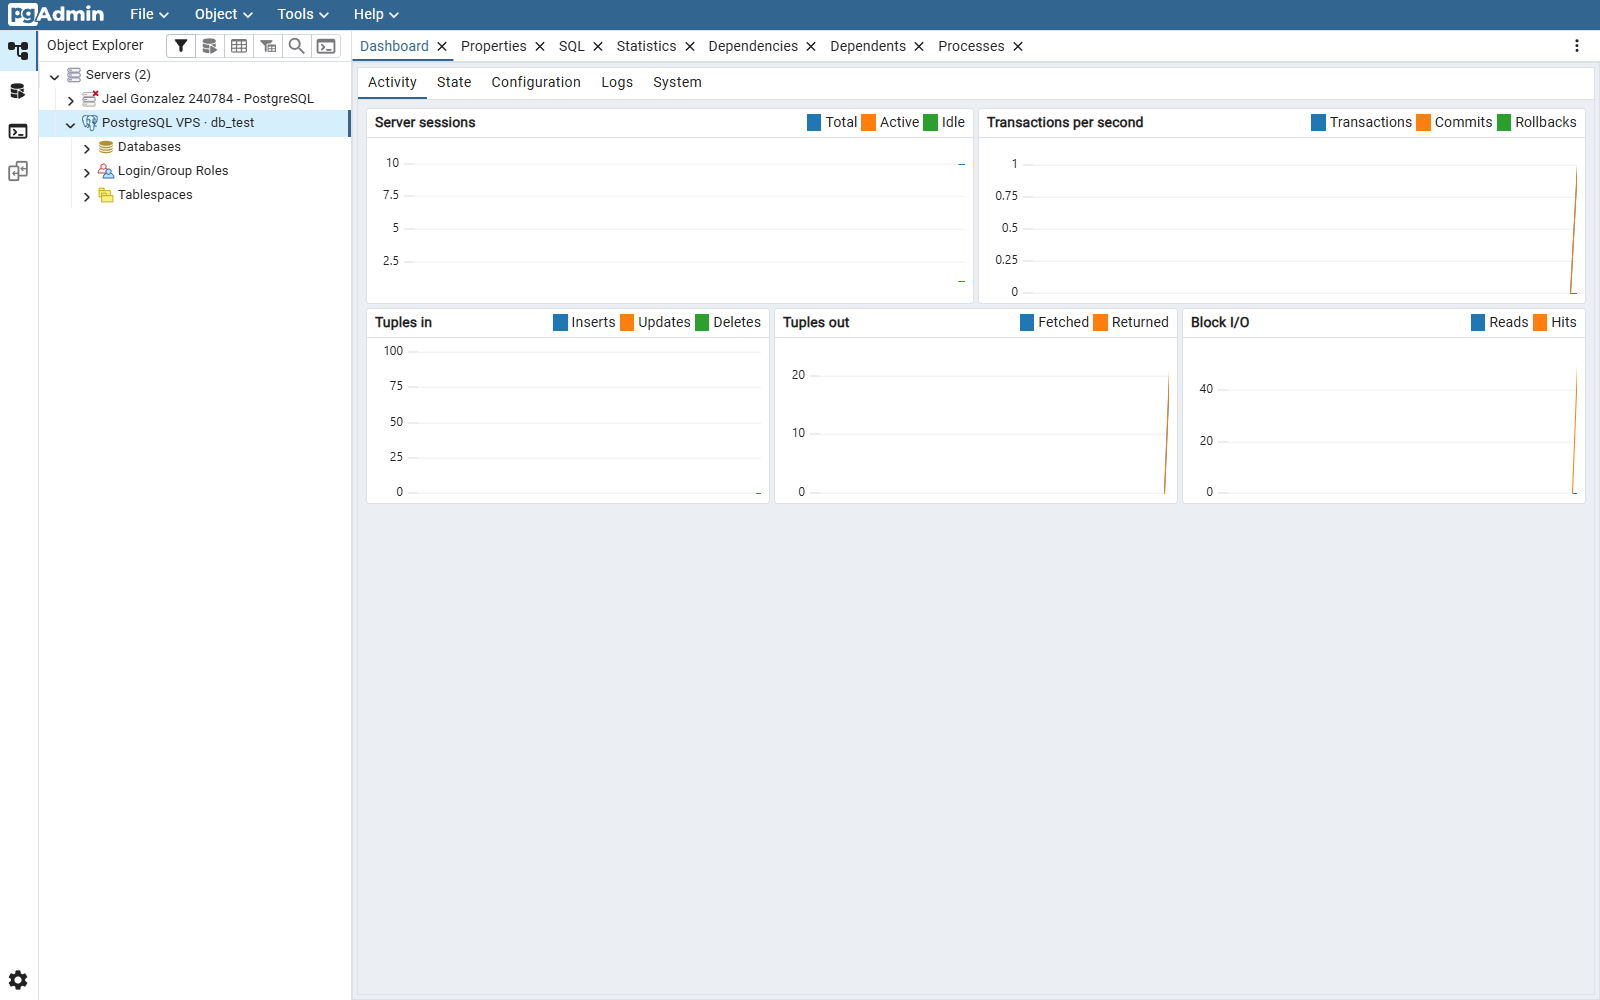 pgAdmin File Object Tools Help
Object Explorer
Dashboard Properties SQL Statistics Dependencies Dependents Processes
Servers (2)
Jael Gonzalez 240784 - PostgreSQL
PostgreSQL VPS · db_test
Databases
Login/Group Roles
Tablespaces
Activity State Configuration Logs System
Server sessions Total Active Idle
10
7.5
5
2.5
Transactions per second Transactions Commits Rollbacks
1
0.75
0.5
0.25
0
Tuples in Inserts Updates Deletes
100
75
50
25
0
Tuples out Fetched Returned
20
10
0
Block I/O Reads Hits
40
20
0